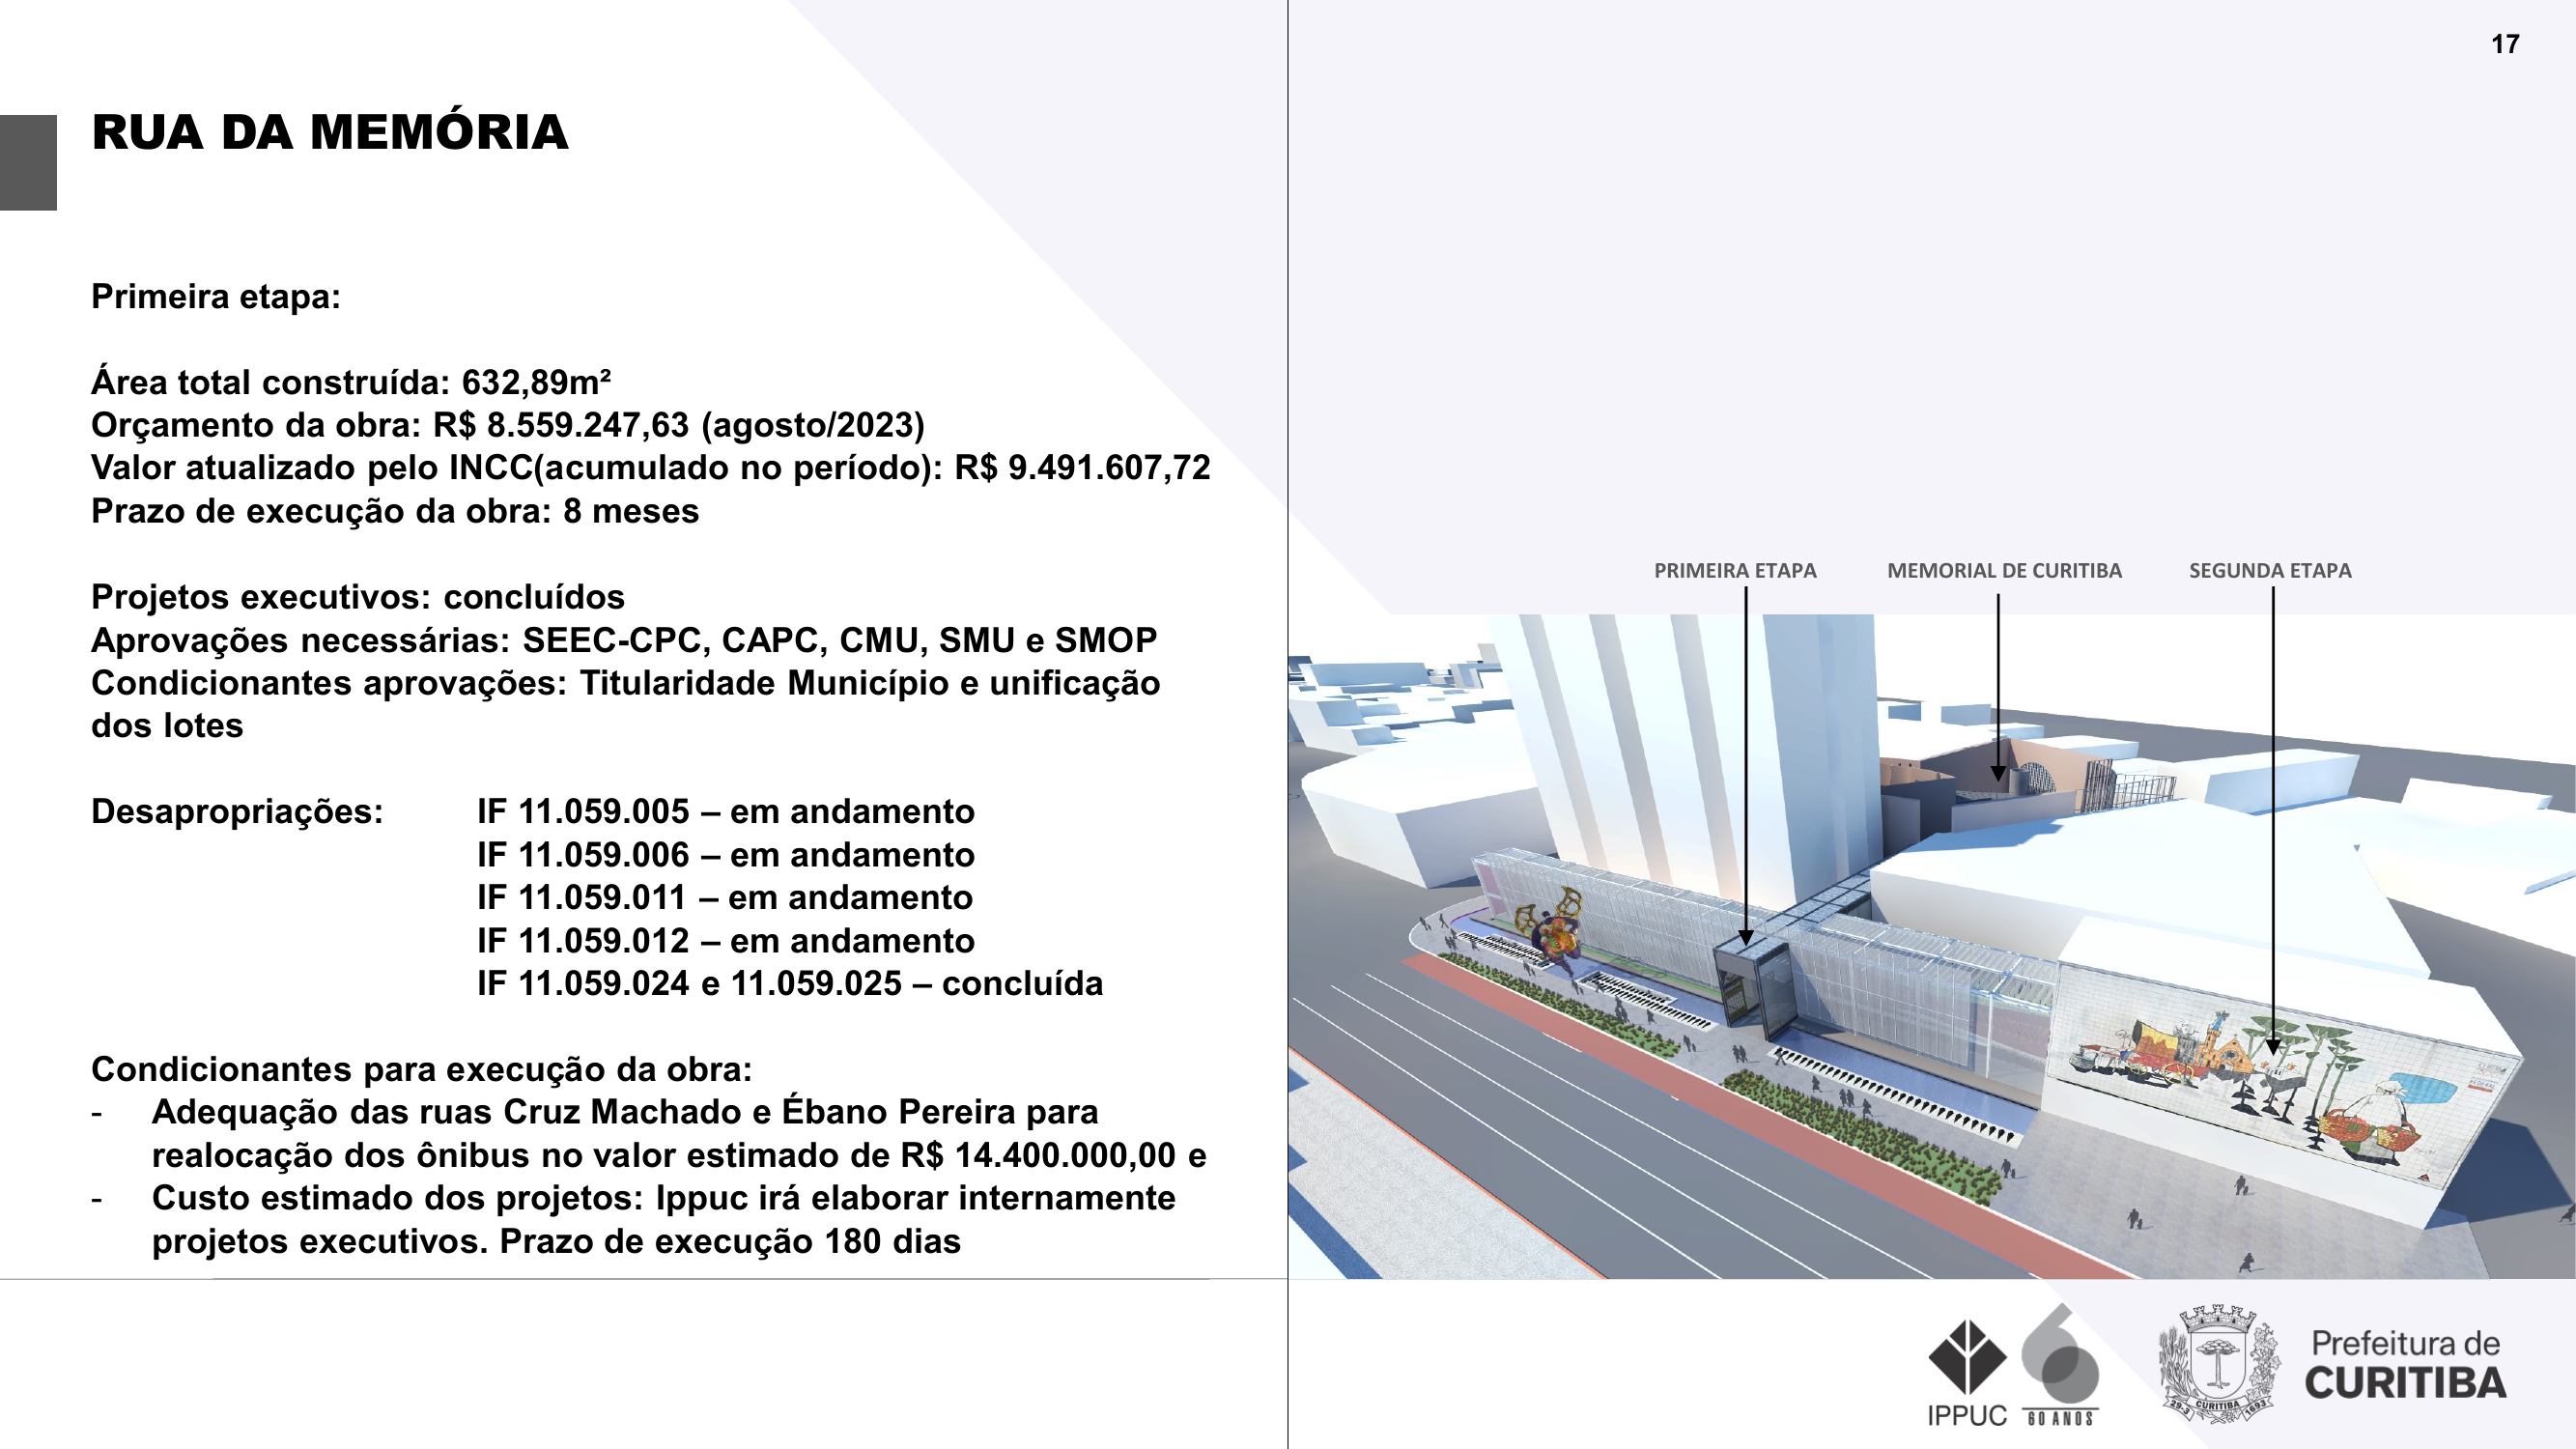 17
RUA DA MEMÓRIA
Primeira etapa:
Área total construída: 632,89m²
Orçamento da obra: R$ 8.559.247,63 (agosto/2023)
Valor atualizado pelo INCC(acumulado no período): R$ 9.491.607,72
Prazo de execução da obra: 8 meses
Projetos executivos: concluídos
Aprovações necessárias: SEEC-CPC, CAPC, CMU, SMU e SMOP
Condicionantes aprovações: Titularidade Município e unificação
dos lotes
Desapropriações: IF 11.059.005 – em andamento
IF 11.059.006 – em andamento
IF 11.059.011 – em andamento
IF 11.059.012 – em andamento
IF 11.059.024 e 11.059.025 – concluída
Condicionantes para execução da obra:
- Adequação das ruas Cruz Machado e Ébano Pereira para
realocação dos ônibus no valor estimado de R$ 14.400.000,00 e
- Custo estimado dos projetos: Ippuc irá elaborar internamente
projetos executivos. Prazo de execução 180 dias
PRIMEIRA ETAPA MEMORIAL DE CURITIBA SEGUNDA ETAPA
IPPUC
60 ANOS
29-3 CURITIBA 1693
Prefeitura de
CURITIBA